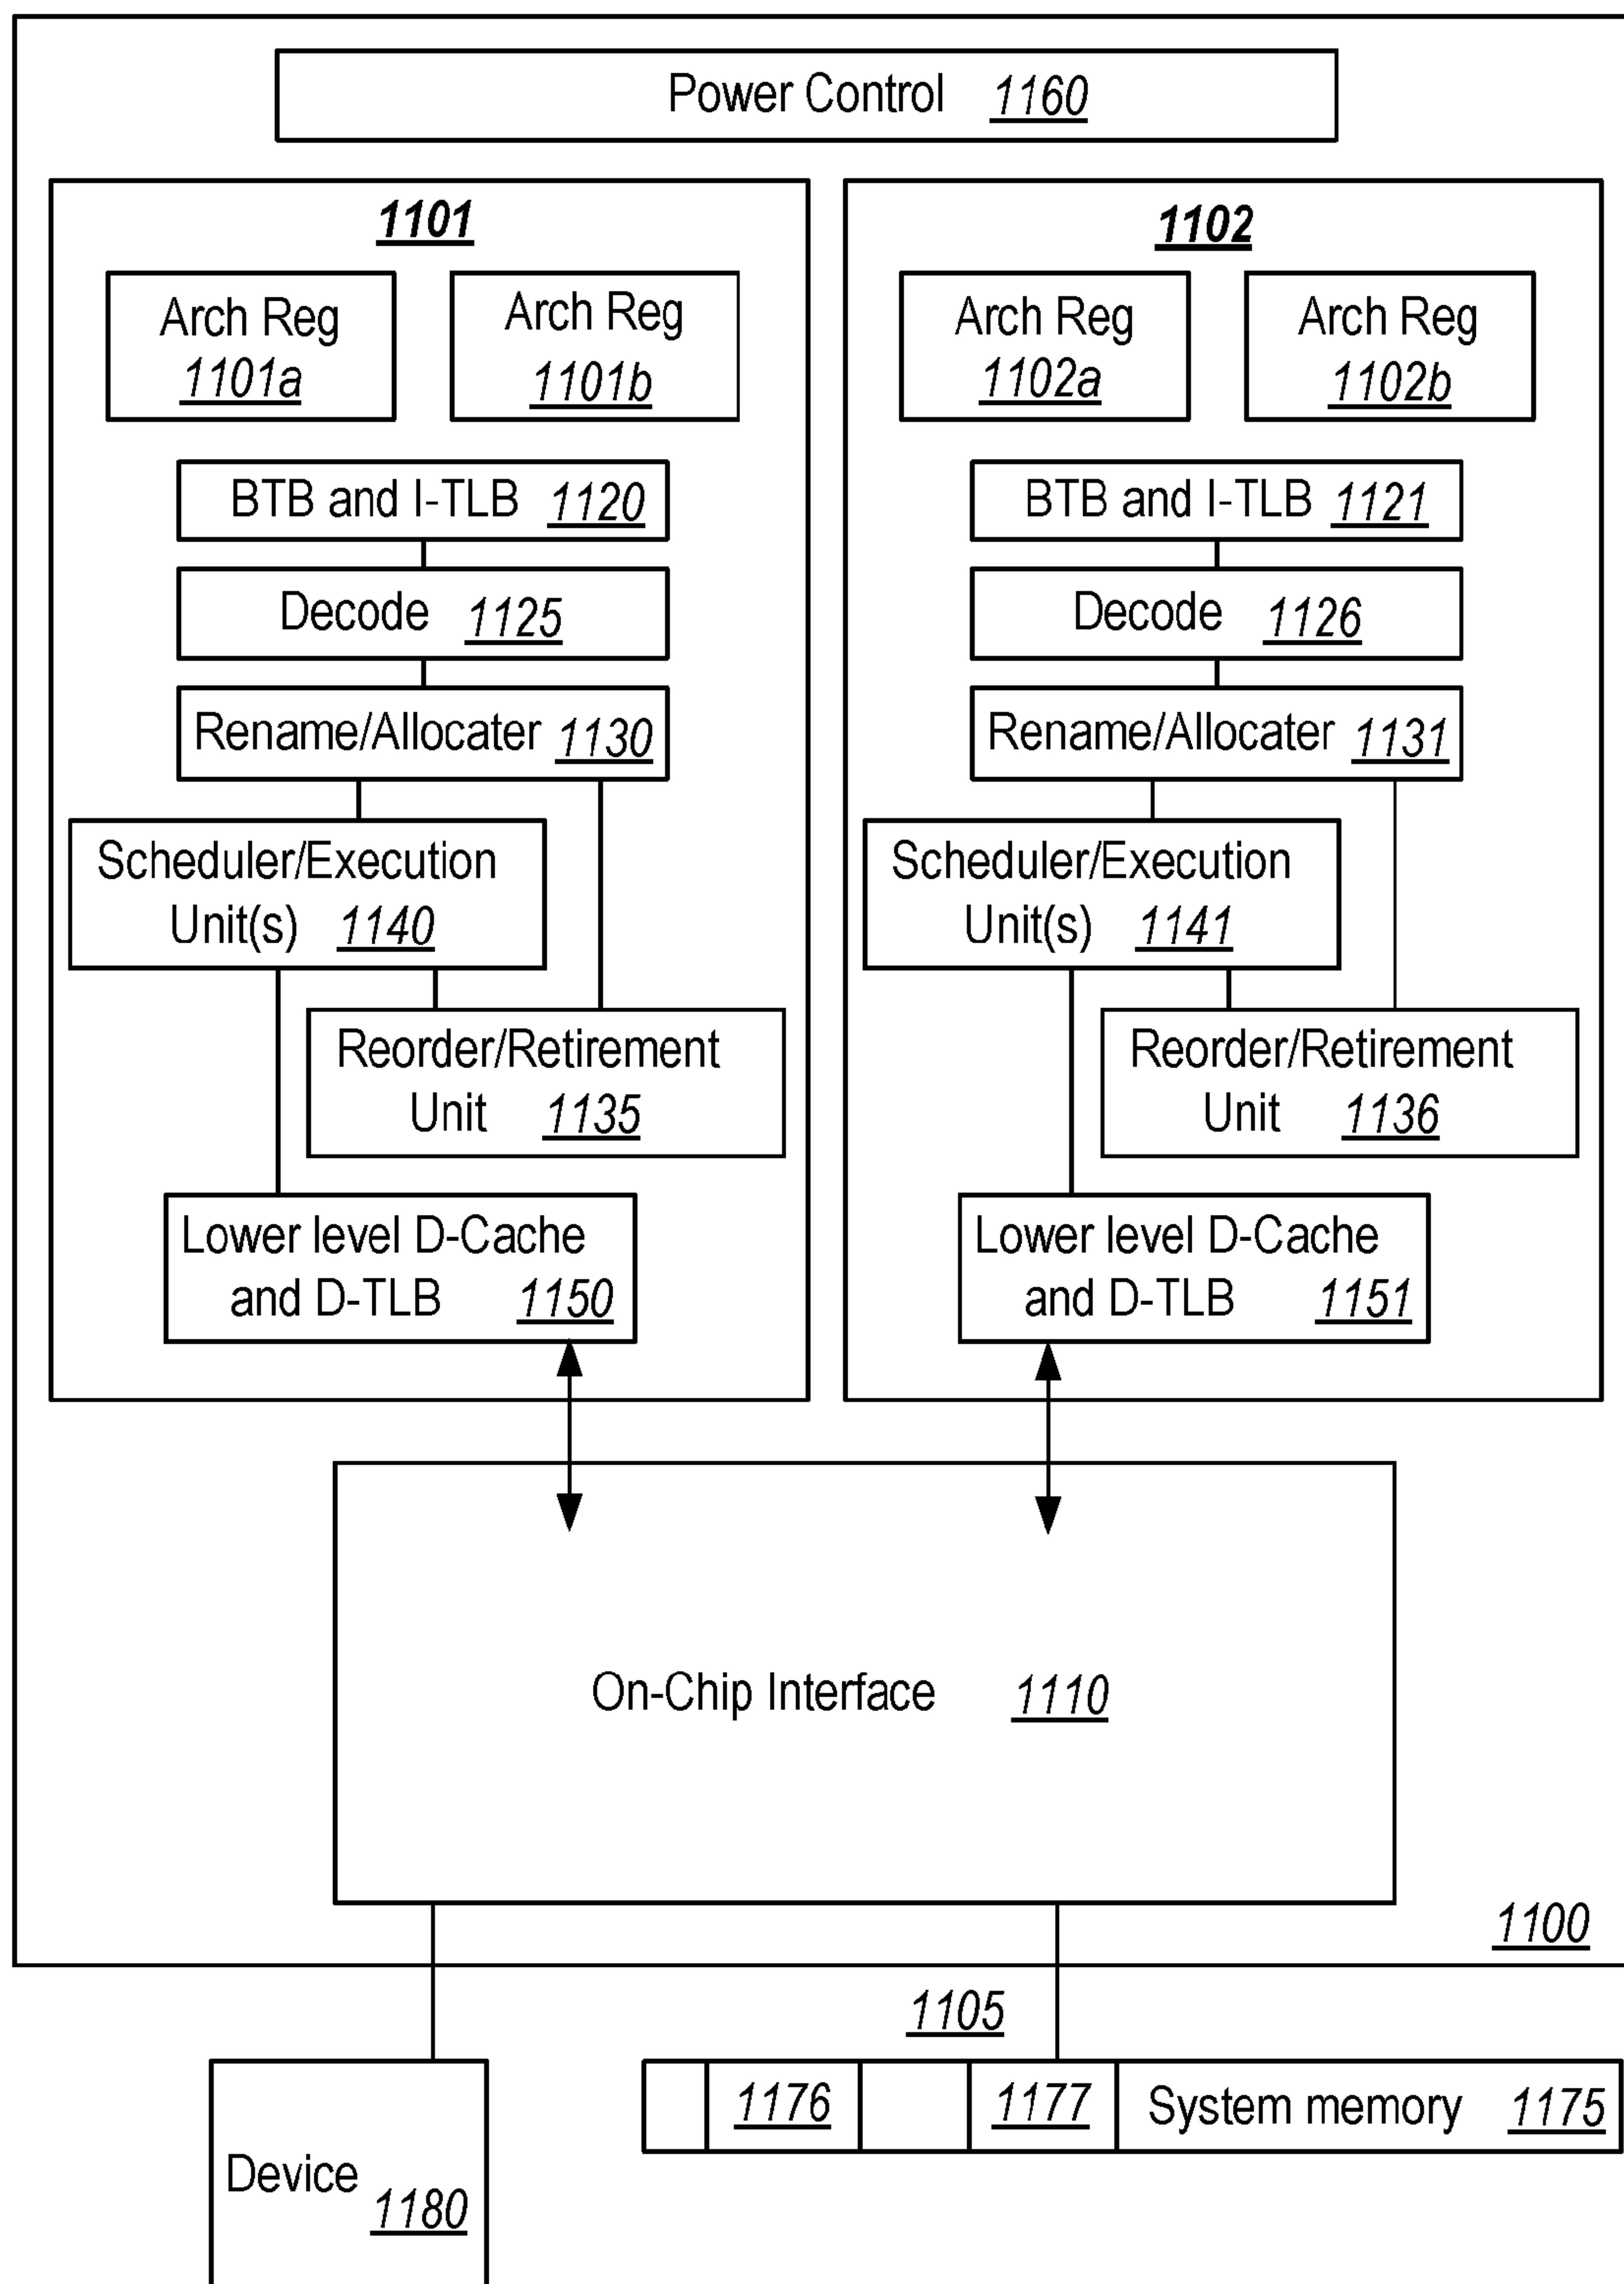 Power Control 1160
1101
Arch Reg
1101a
Arch Reg
1101b
BTB and I-TLB 1120
Decode 1125
Rename/Allocater 1130
Scheduler/Execution
Unit(s) 1140
Reorder/Retirement
Unit 1135
Lower level D-Cache
and D-TLB 1150
1102
Arch Reg
1102a
Arch Reg
1102b
BTB and I-TLB 1121
Decode 1126
Rename/Allocater 1131
Scheduler/Execution
Unit(s) 1141
Reorder/Retirement
Unit 1136
Lower level D-Cache
and D-TLB 1151
On-Chip Interface 1110
1100
1105
1176
1177
System memory 1175
Device 1180